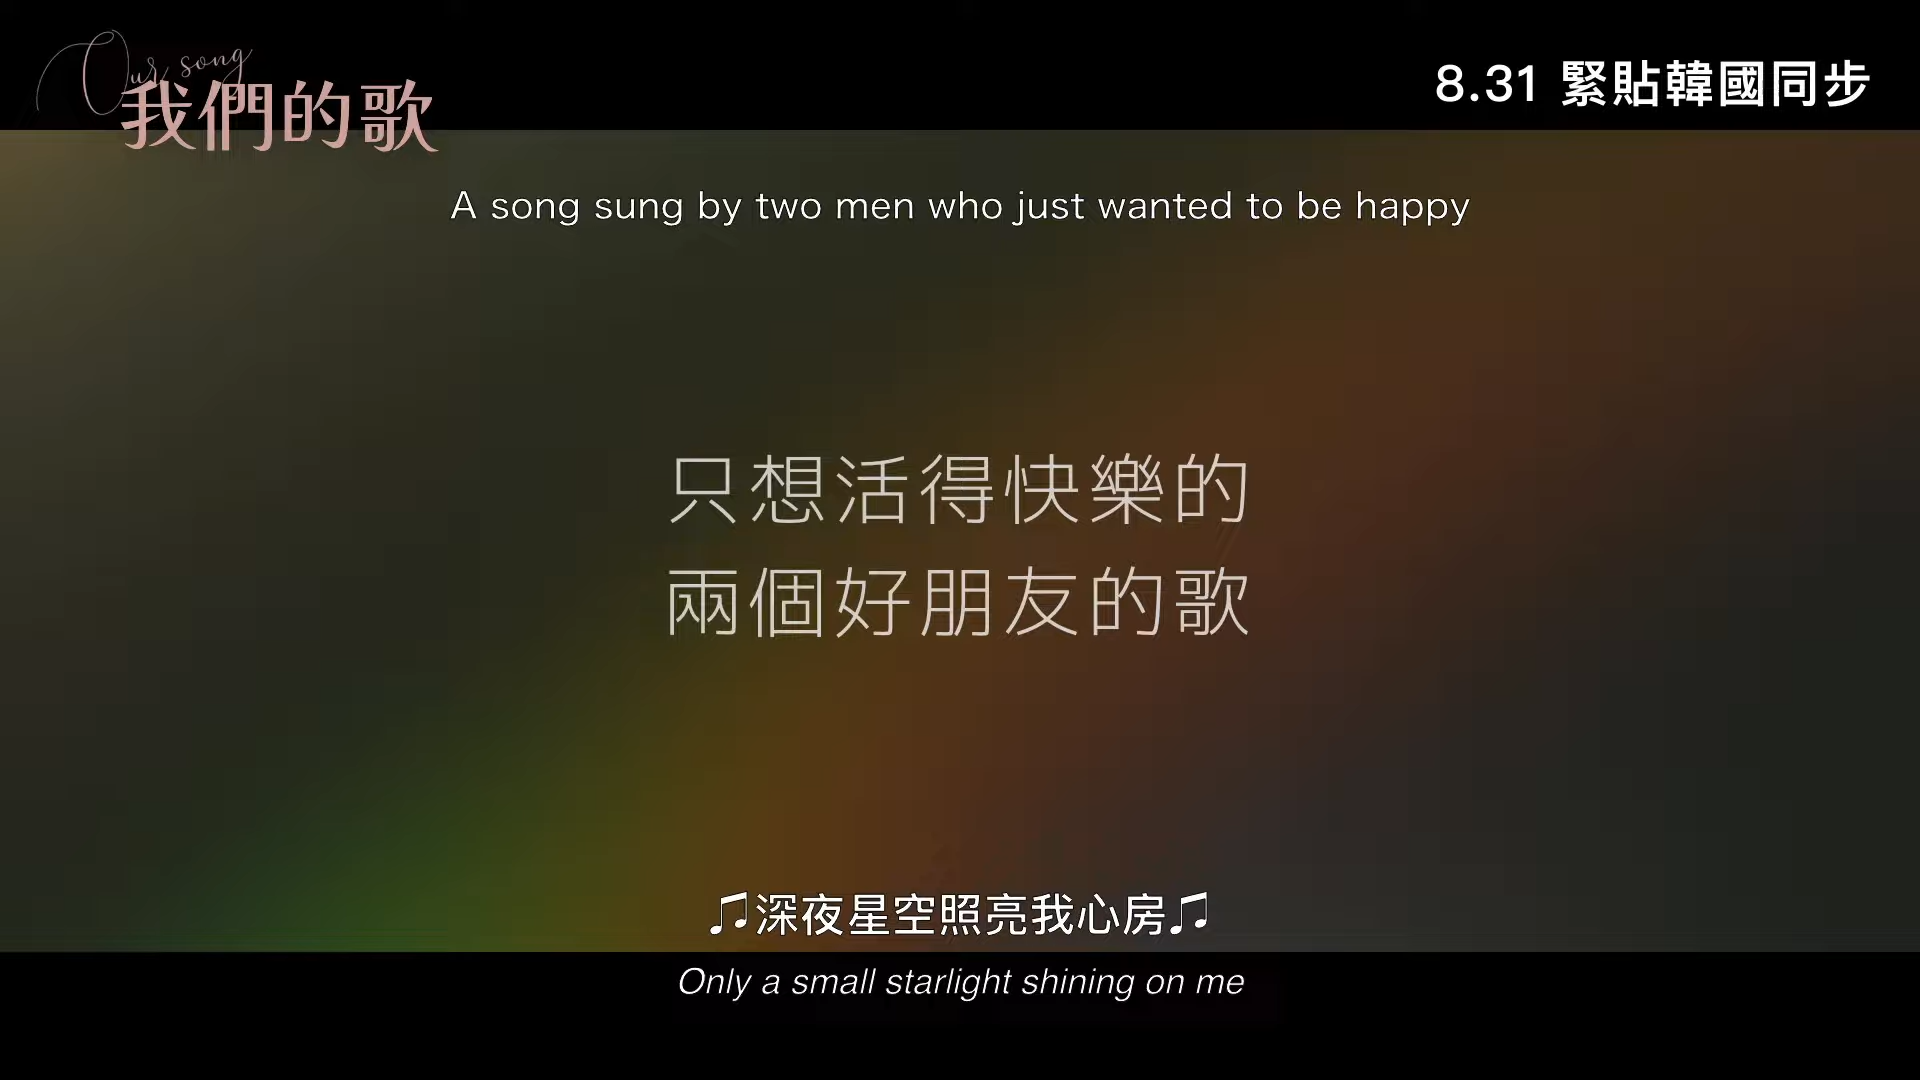 Our song
我們的歌
8.31 緊貼韓國同步
A song sung by two men who just wanted to be happy
只想活得快樂的
兩個好朋友的歌
♫深夜星空照亮我心房♫
Only a small starlight shining on me